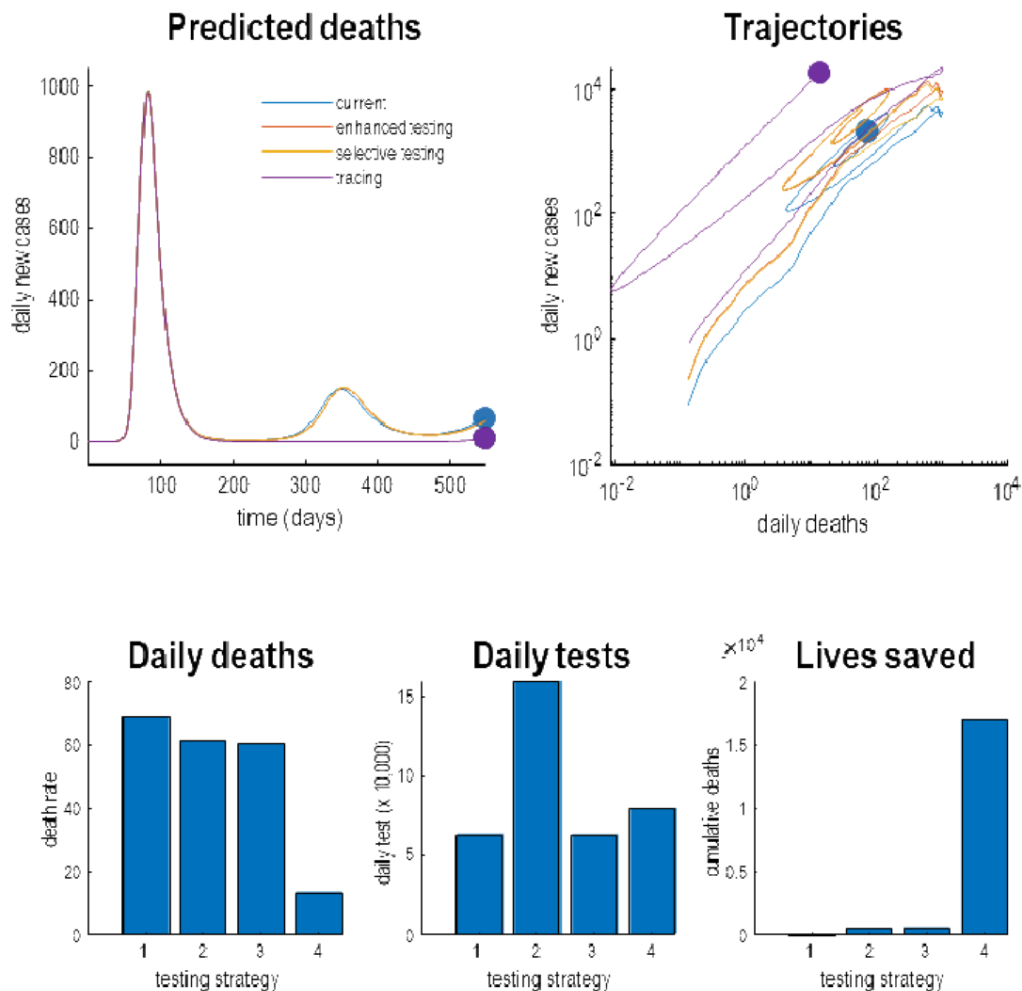 Predicted deaths
1000
800
600
400
200
0
daily new cases
current
enhanced testing
selective testing
tracing
100 200 300 400 500
time (days)
Trajectories
10^4
10^2
10^0
10^-2
daily new cases
10^-2 10^0 10^2 10^4
daily deaths
Daily deaths
80
60
40
20
0
death rate
1 2 3 4
testing strategy
Daily tests
15
10
5
0
daily test (x 10,000)
1 2 3 4
testing strategy
×10^4
Lives saved
2
1.5
1
0.5
0
cumulative deaths
1 2 3 4
testing strategy